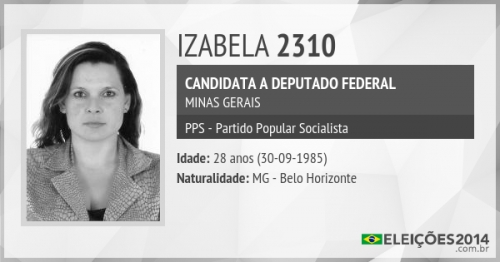 IZABELA 2310
CANDIDATA A DEPUTADO FEDERAL
MINAS GERAIS
PPS - Partido Popular Socialista
Idade: 28 anos (30-09-1985)
Naturalidade: MG - Belo Horizonte
ELEIÇÕES2014
.com.br